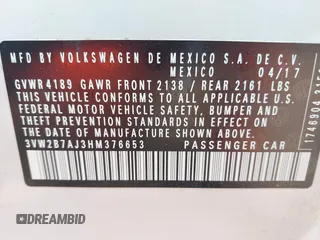 MFD BY VOLKSWAGEN DE MEXICO S.A. DE C.V.
MEXICO 04/17
GVWR 4189 GAWR FRONT 2138 / REAR 2161 LBS
THIS VEHICLE CONFORMS TO ALL APPLICABLE U.S.
FEDERAL MOTOR VEHICLE SAFETY, BUMPER AND
THEFT PREVENTION STANDARDS IN EFFECT ON THE
DATE OF MANUFACTURE SHOWN ABOVE.
3VW2B7AJ3HM376653 PASSENGER CAR
1746904
DREAMBID
DREAMBID